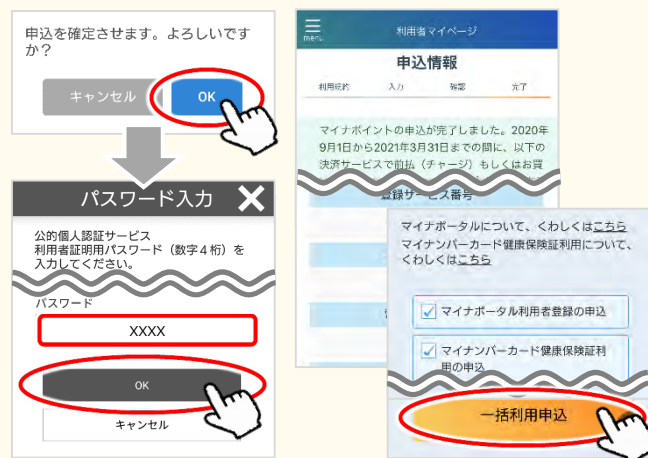 申込を確定させます。よろしいです
か？
キャンセル
OK
パスワード入力
公的個人認証サービス
利用者証明用パスワード（数字４桁）を
入力してください。
パスワード
XXXX
OK
キャンセル
menu
利用者マイページ
申込情報
利用規約
入力
確認
完了
マイナポイントの申込が完了しました。2020年
9月1日から2021年3月31日までの間に、以下の
決済サービスで前払（チャージ）もしくはお買
登録サービス番号
マイナポータルについて、くわしくはこちら
マイナンバーカード健康保険証利用について、
くわしくはこちら
マイナポータル利用者登録の申込
マイナンバーカード健康保険証利
用の申込
一括利用申込